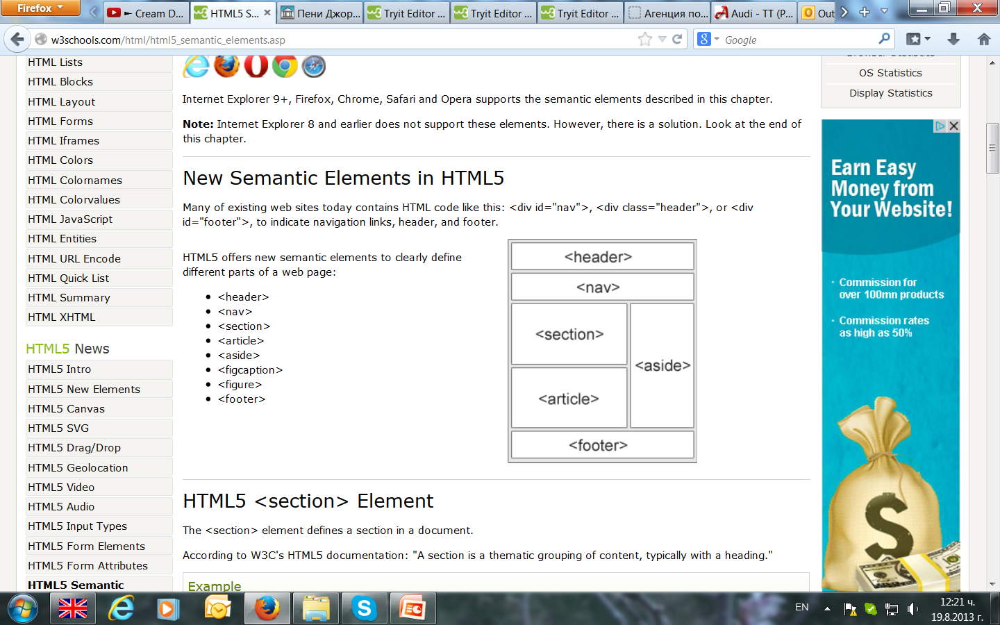 Firefox
► Cream D...
HTML5 S...
Пени Джор...
Tryit Editor ...
Tryit Editor ...
Tryit Editor ...
Агенция по...
Audi - TT (P...
Out
w3schools.com/html/html5_semantic_elements.asp
Google
HTML Lists
HTML Blocks
HTML Layout
HTML Forms
HTML Iframes
HTML Colors
HTML Colornames
HTML Colorvalues
HTML JavaScript
HTML Entities
HTML URL Encode
HTML Quick List
HTML Summary
HTML XHTML
HTML5 News
HTML5 Intro
HTML5 New Elements
HTML5 Canvas
HTML5 SVG
HTML5 Drag/Drop
HTML5 Geolocation
HTML5 Video
HTML5 Audio
HTML5 Input Types
HTML5 Form Elements
HTML5 Form Attributes
HTML5 Semantic
Internet Explorer 9+, Firefox, Chrome, Safari and Opera supports the semantic elements described in this chapter.
Note: Internet Explorer 8 and earlier does not support these elements. However, there is a solution. Look at the end of
this chapter.
New Semantic Elements in HTML5
Many of existing web sites today contains HTML code like this: <div id="nav">, <div class="header">, or <div
id="footer">, to indicate navigation links, header, and footer.
HTML5 offers new semantic elements to clearly define
different parts of a web page:
• <header>
• <nav>
• <section>
• <article>
• <aside>
• <figcaption>
• <figure>
• <footer>
<header>
<nav>
<section>
<aside>
<article>
<footer>
HTML5 <section> Element
The <section> element defines a section in a document.
According to W3C's HTML5 documentation: "A section is a thematic grouping of content, typically with a heading."
Example
Browser Statistics
OS Statistics
Display Statistics
Earn Easy
Money from
Your Website!
· Commission for
over 100mn products
· Commission rates
as high as 50%
$
EN
12:21 ч.
19.8.2013 г.